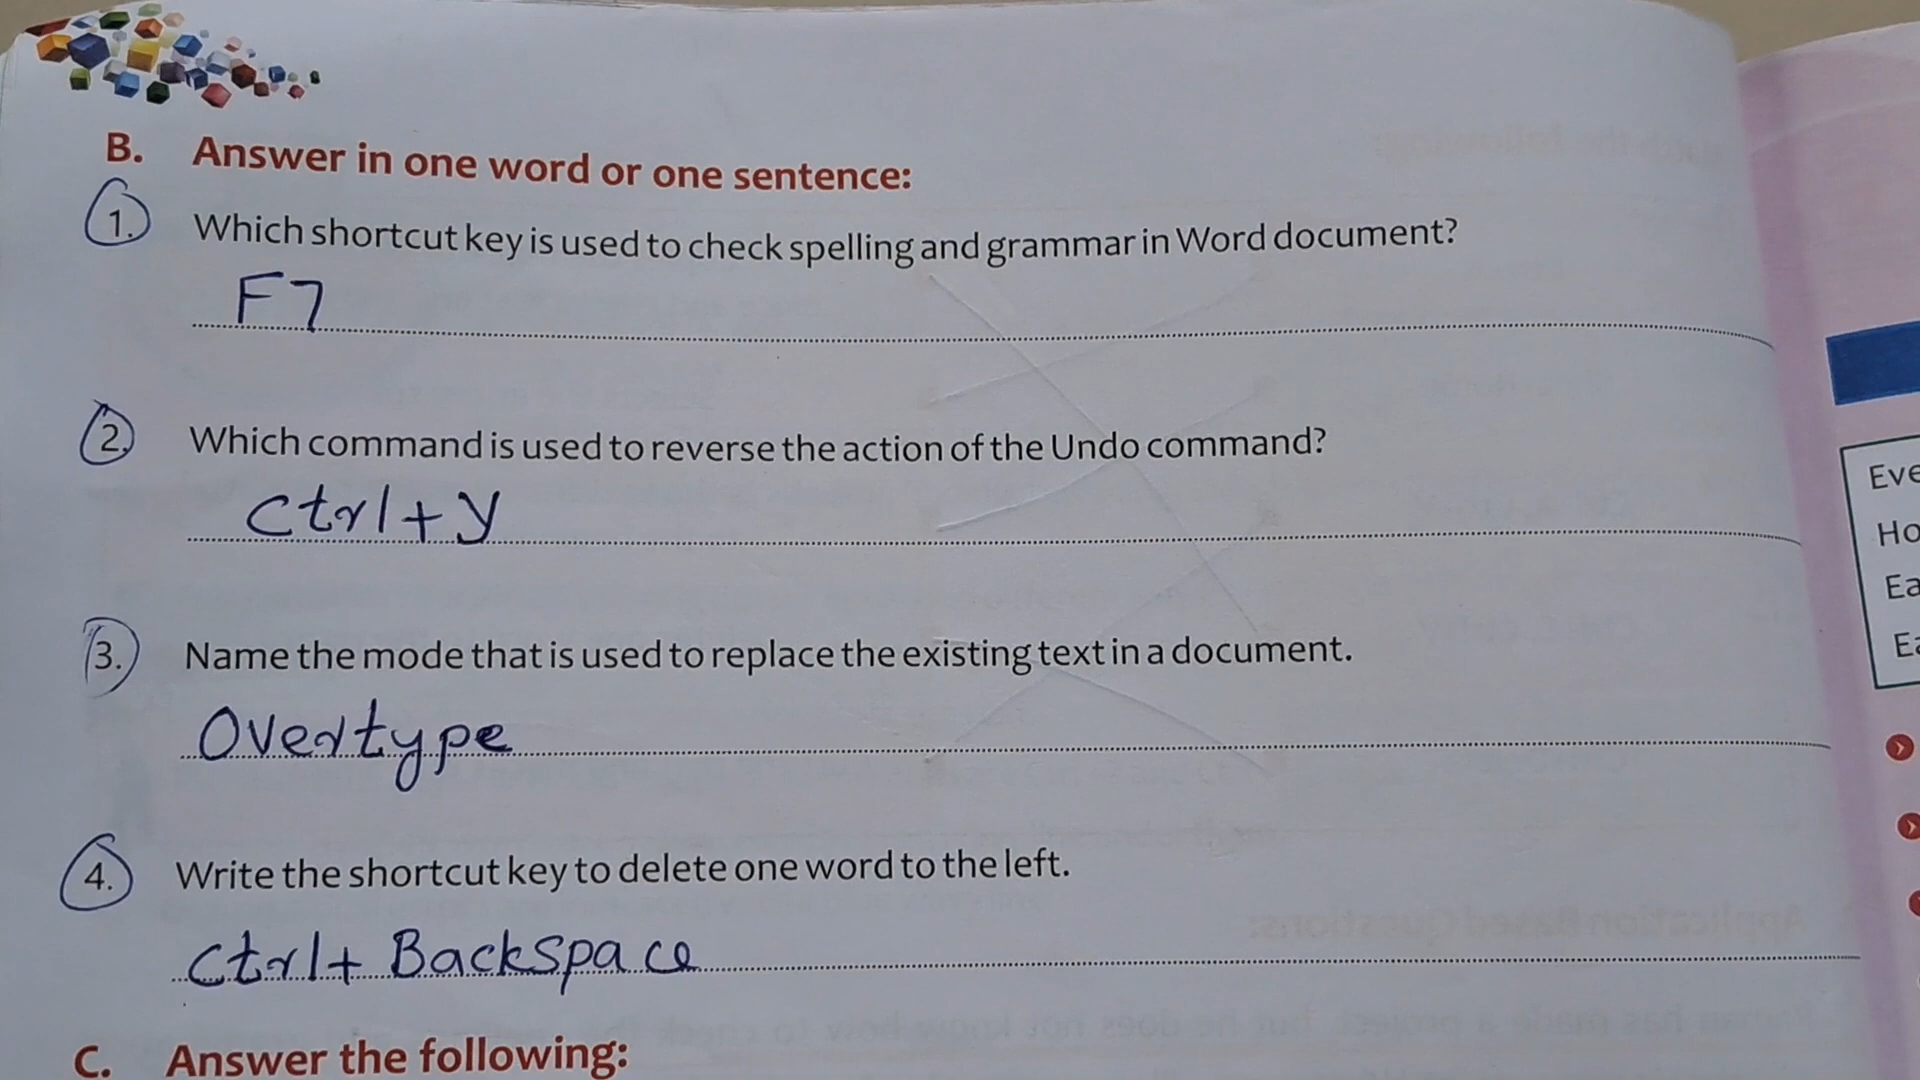 B. Answer in one word or one sentence:
1. Which shortcut key is used to check spelling and grammar in Word document?
F7
2. Which command is used to reverse the action of the Undo command?
Ctrl+y
3. Name the mode that is used to replace the existing text in a document.
Overtype
4. Write the shortcut key to delete one word to the left.
Ctrl+ Backspace
C. Answer the following:
Eve
Ho
Ea